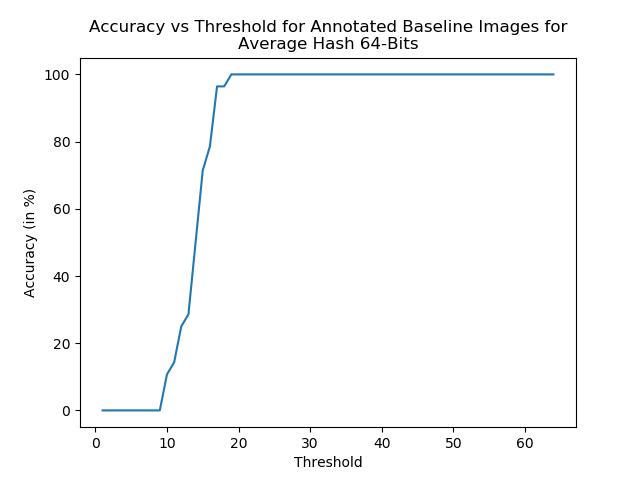 Accuracy vs Threshold for Annotated Baseline Images for
Average Hash 64-Bits
100
80
60
40
20
0
Accuracy (in %)
0 10 20 30 40 50 60
Threshold